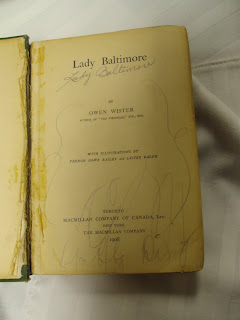 Lady Baltimore
Lady Baltimore
BY
OWEN WISTER
AUTHOR OF "THE VIRGINIAN," ETC., ETC.
WITH ILLUSTRATIONS BY
VERNON HOWE BAILEY AND LESTER RALPH
TORONTO
MACMILLAN COMPANY OF CANADA, LTD.
NEW YORK
THE MACMILLAN COMPANY